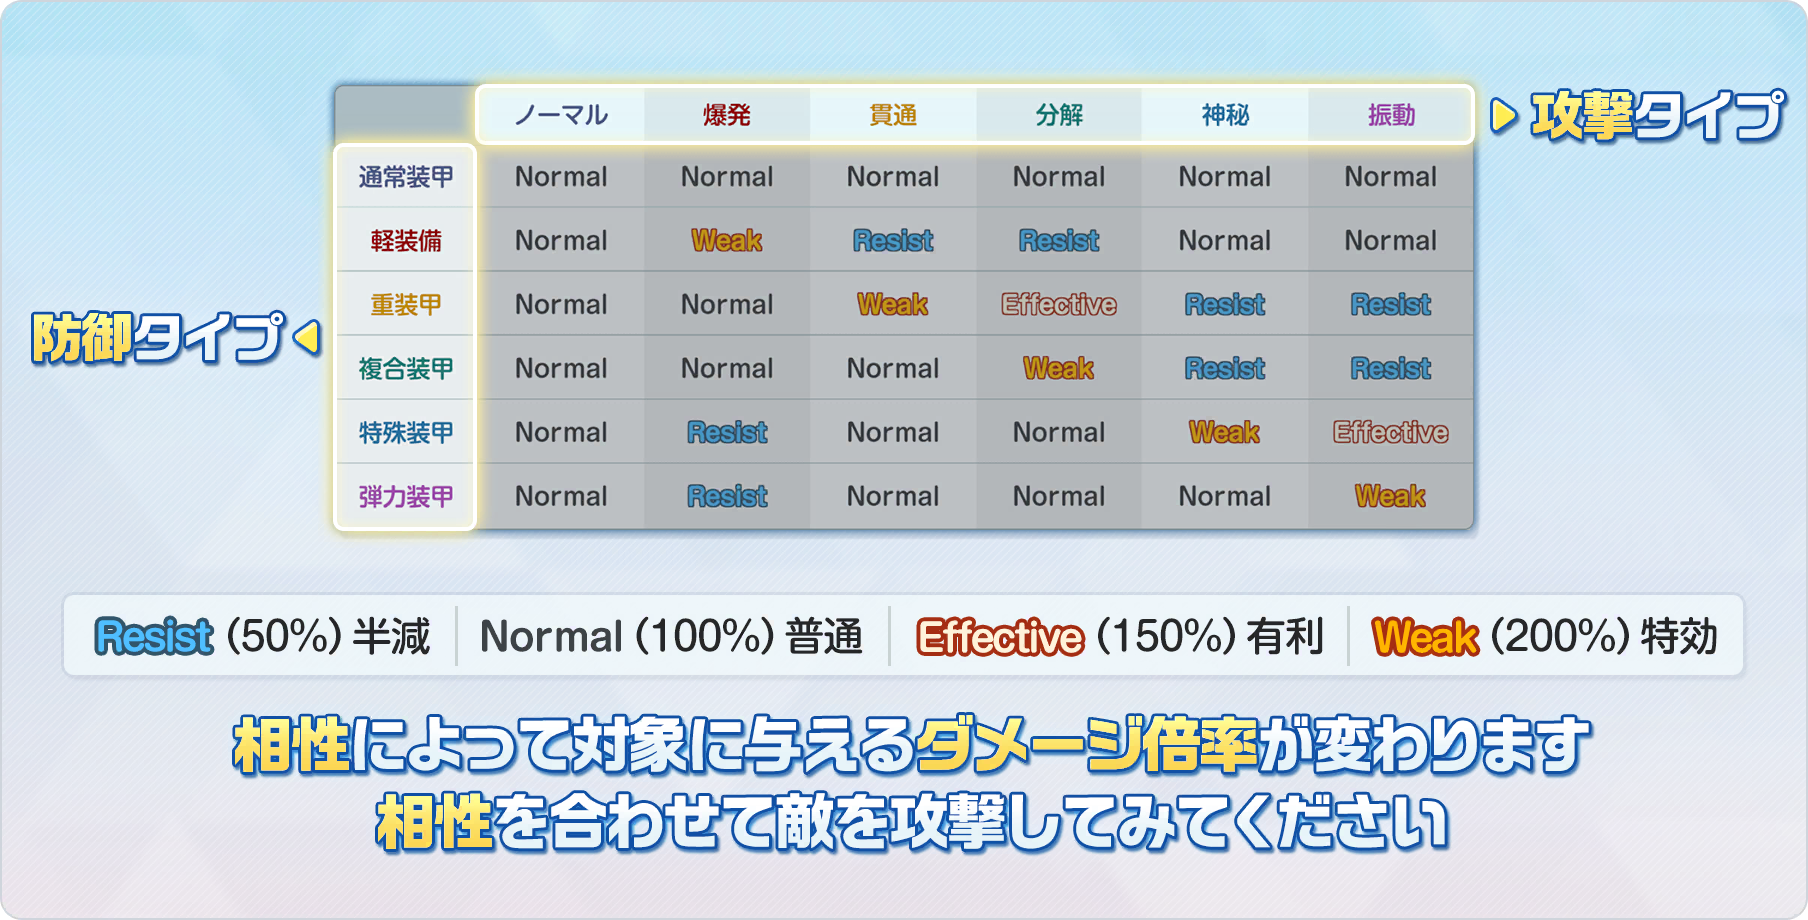 ノーマル 爆発 貫通 分解 神秘 振動
攻撃タイプ
通常装甲 Normal Normal Normal Normal Normal Normal
軽装備 Normal Weak Resist Resist Normal Normal
重装甲 Normal Normal Weak Effective Resist Resist
防御タイプ
複合装甲 Normal Normal Normal Weak Resist Resist
特殊装甲 Normal Resist Normal Normal Weak Effective
弾力装甲 Normal Resist Normal Normal Normal Weak
Resist (50%) 半減 Normal (100%) 普通 Effective (150%) 有利 Weak (200%) 特効
相性によって対象に与えるダメージ倍率が変わります
相性を合わせて敵を攻撃してみてください